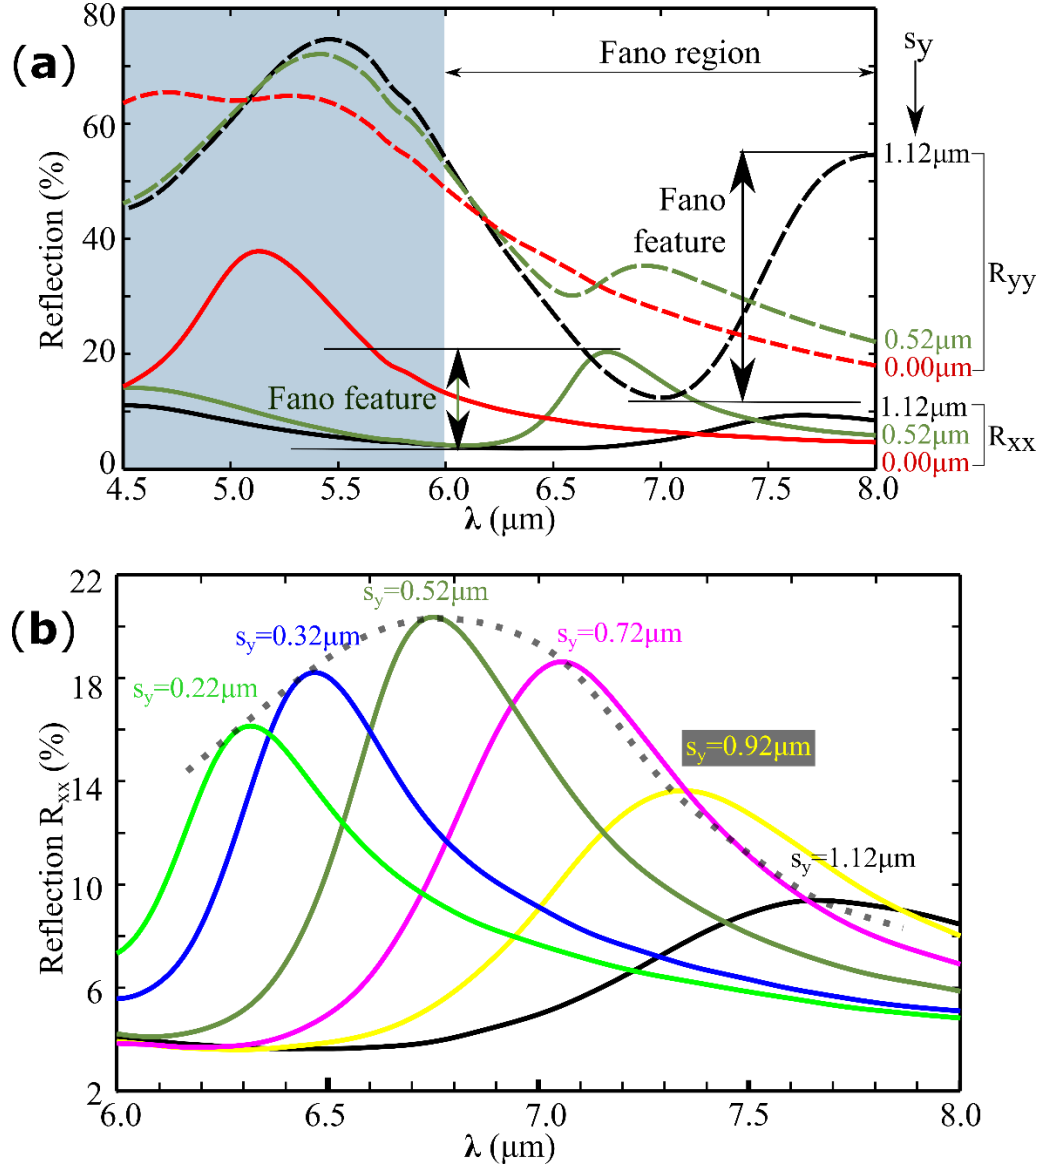 (a)
Reflection (%)
80
60
40
20
0
4.5 5.0 5.5 6.0 6.5 7.0 7.5 8.0
λ (μm)
Fano region
Fano
feature
Fano feature
sy
1.12μm
0.52μm
0.00μm
Ryy
1.12μm
0.52μm
0.00μm
Rxx
(b)
Reflection Rxx (%)
22
18
14
10
6
2
6.0 6.5 7.0 7.5 8.0
λ (μm)
sy=0.52μm
sy=0.32μm
sy=0.72μm
sy=0.22μm
sy=0.92μm
sy=1.12μm